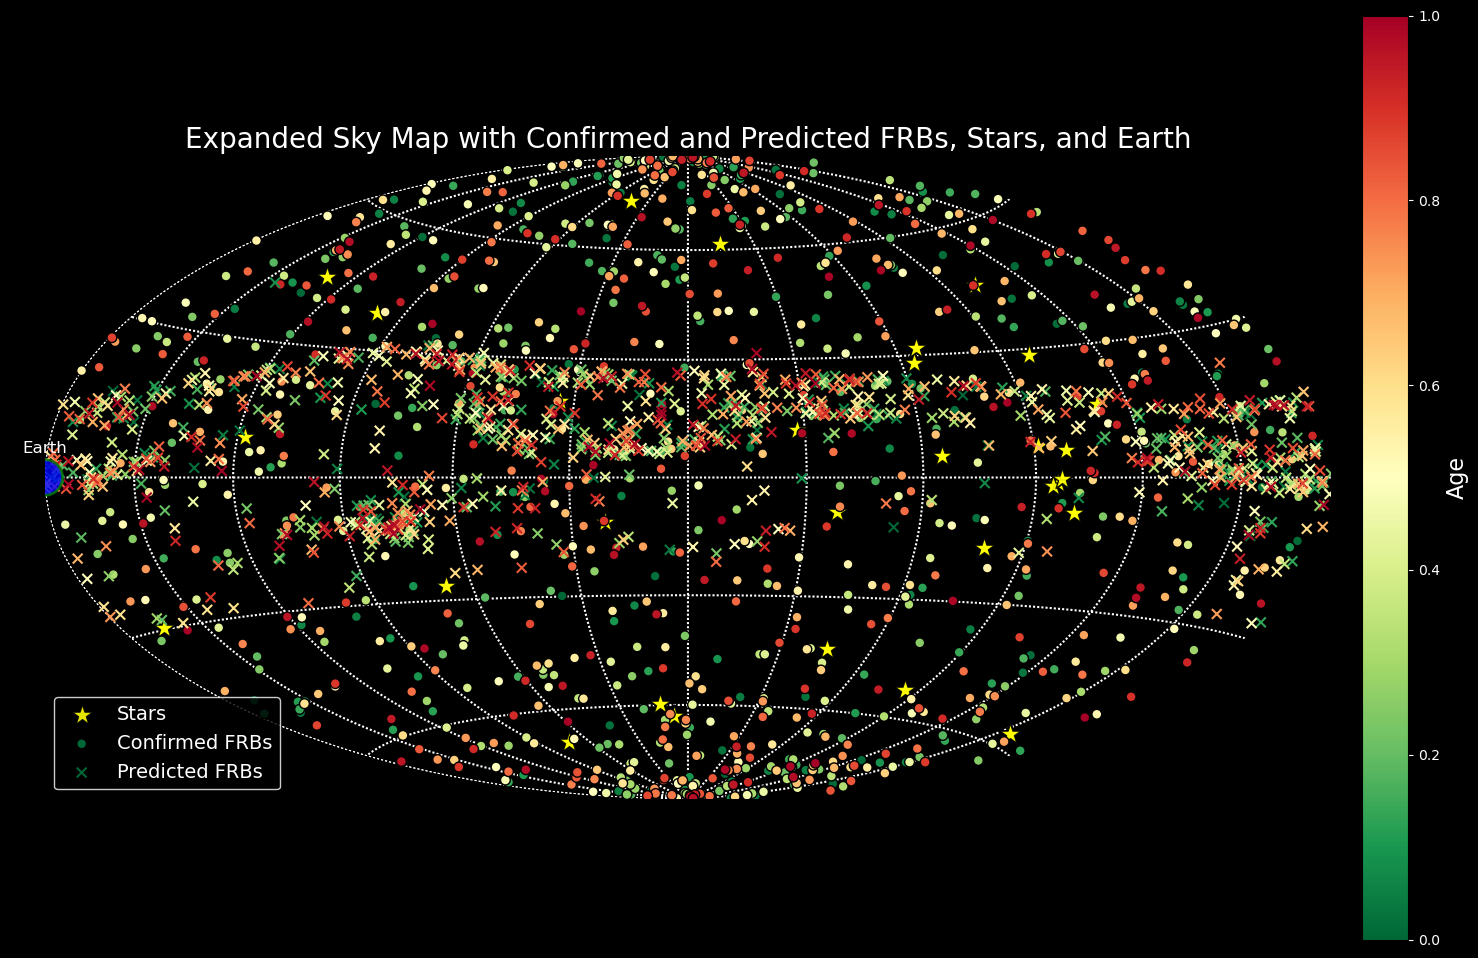 Expanded Sky Map with Confirmed and Predicted FRBs, Stars, and Earth
Earth
Stars
Confirmed FRBs
Predicted FRBs
1.0
0.8
0.6
0.4
0.2
0.0
Age